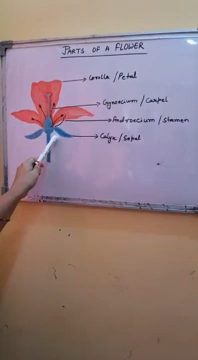 PARTS OF A FLOWER
Corolla / Petal
Gynoecium / Carpel
Androecium / Stamen
Calyx / Sepal